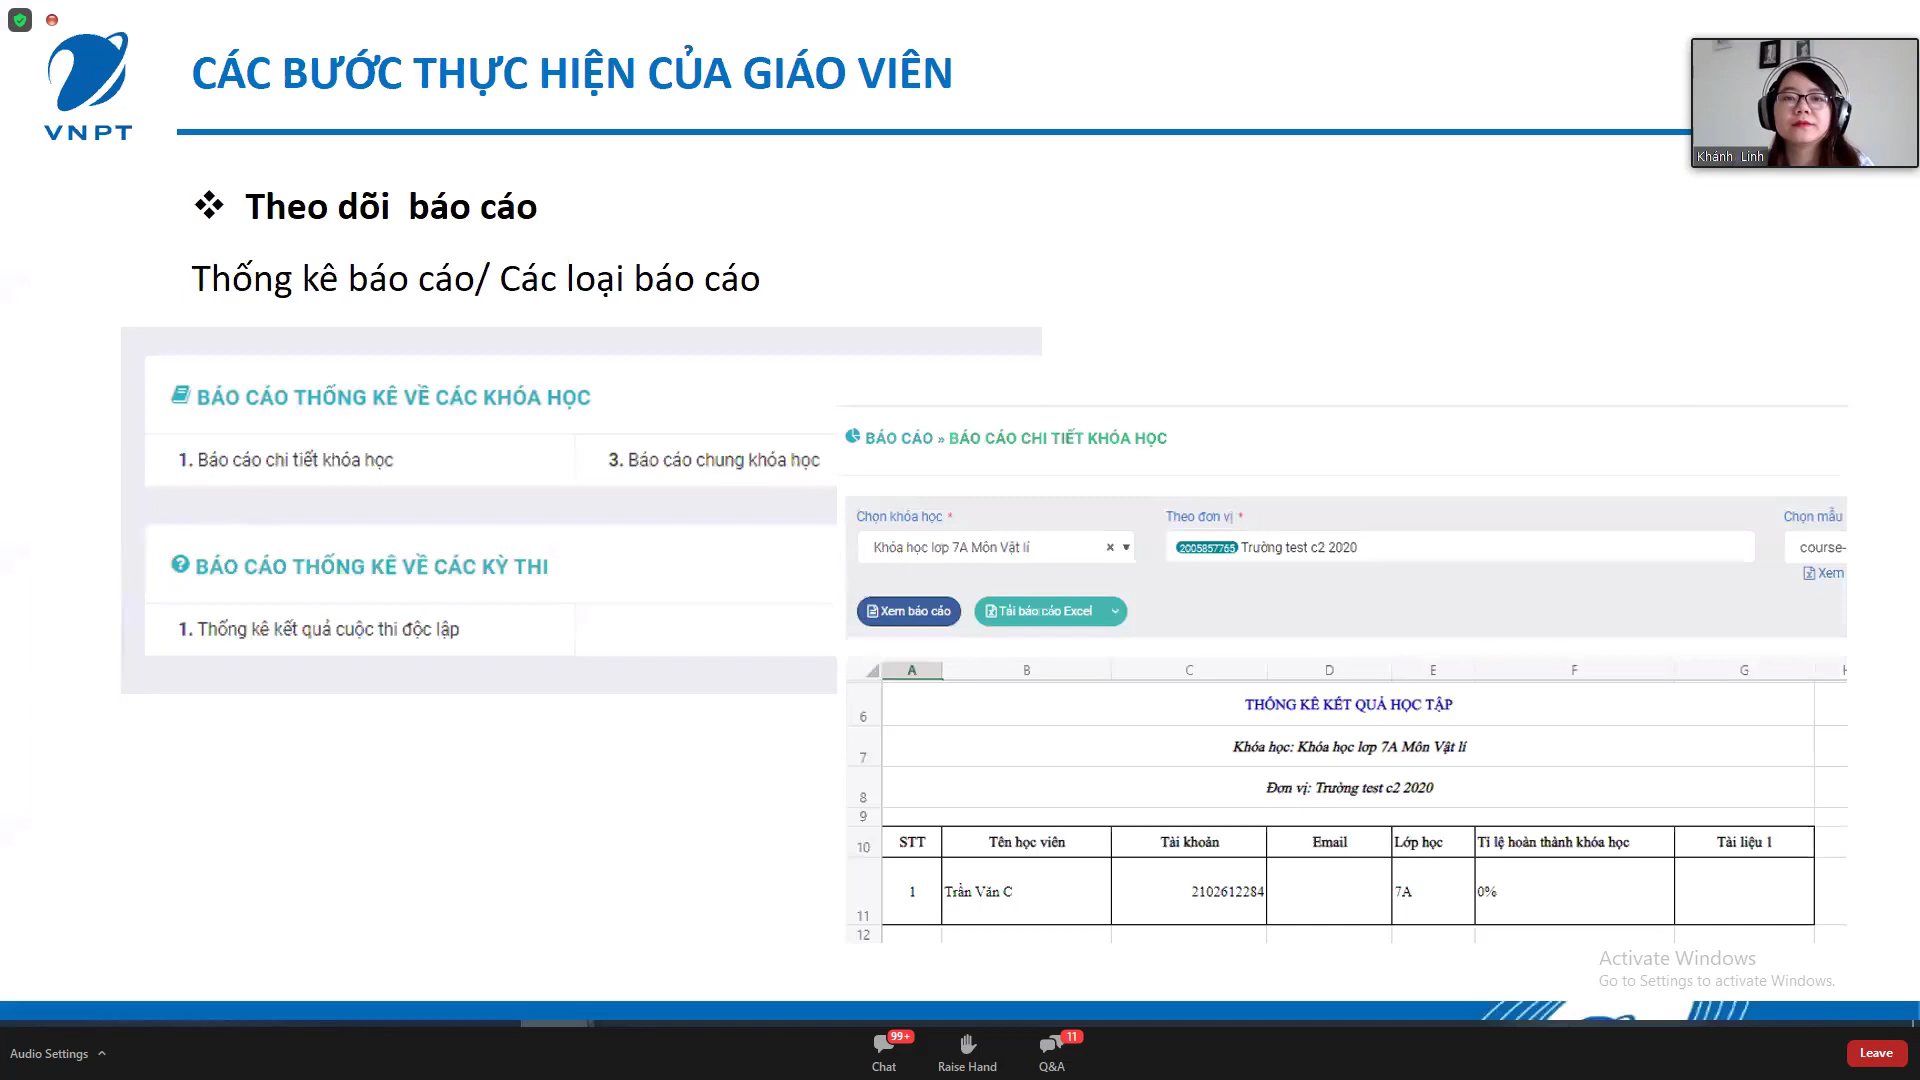 VNPT
CÁC BƯỚC THỰC HIỆN CỦA GIÁO VIÊN
Khánh Linh
❖ Theo dõi báo cáo
Thống kê báo cáo/ Các loại báo cáo
BÁO CÁO THỐNG KÊ VỀ CÁC KHÓA HỌC
1. Báo cáo chi tiết khóa học
3. Báo cáo chung khóa học
BÁO CÁO THỐNG KÊ VỀ CÁC KỲ THI
1. Thống kê kết quả cuộc thi độc lập
BÁO CÁO » BÁO CÁO CHI TIẾT KHÓA HỌC
Chọn khóa học * Theo đơn vị * Chọn mẫu
Khóa học lơp 7A Môn Vật lí × ▼ 2005857765 Trường test c2 2020 course-
Xem
Xem báo cáo Tải báo cáo Excel
A B C D E F G H
6 THỐNG KÊ KẾT QUẢ HỌC TẬP
7 Khóa học: Khóa học lơp 7A Môn Vật lí
8 Đơn vị: Trường test c2 2020
9
10 STT Tên học viên Tài khoản Email Lớp học Tỉ lệ hoàn thành khóa học Tài liệu 1
11 1 Trần Văn C 2102612284 7A 0%
12
Activate Windows
Go to Settings to activate Windows.
Audio Settings
99+
Chat
Raise Hand
11
Q&A
Leave